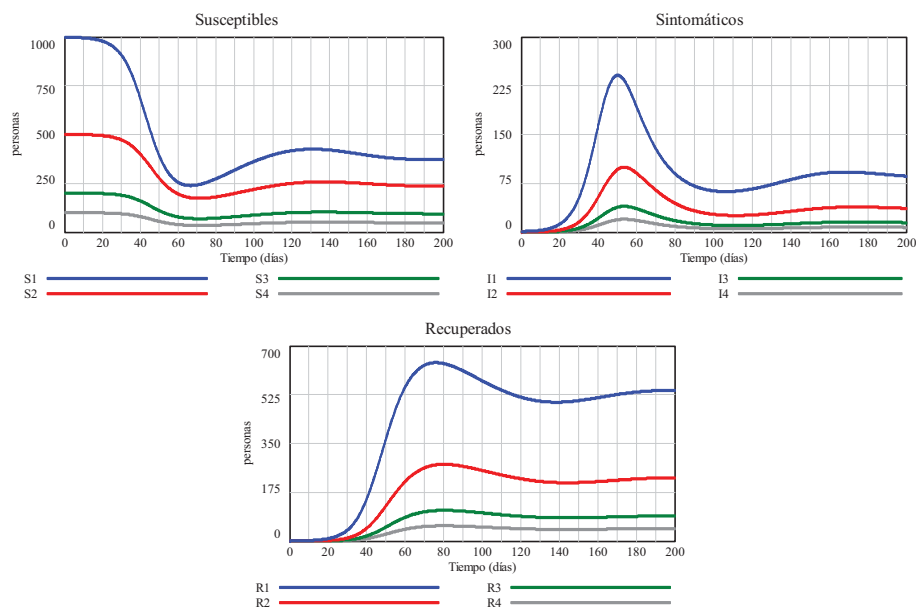 Susceptibles
1000
750
500
250
0
personas
0 20 40 60 80 100 120 140 160 180 200
Tiempo (días)
S1 S3
S2 S4
Sintomáticos
300
225
150
75
0
personas
0 20 40 60 80 100 120 140 160 180 200
Tiempo (días)
I1 I3
I2 I4
Recuperados
700
525
350
175
0
personas
0 20 40 60 80 100 120 140 160 180 200
Tiempo (días)
R1 R3
R2 R4